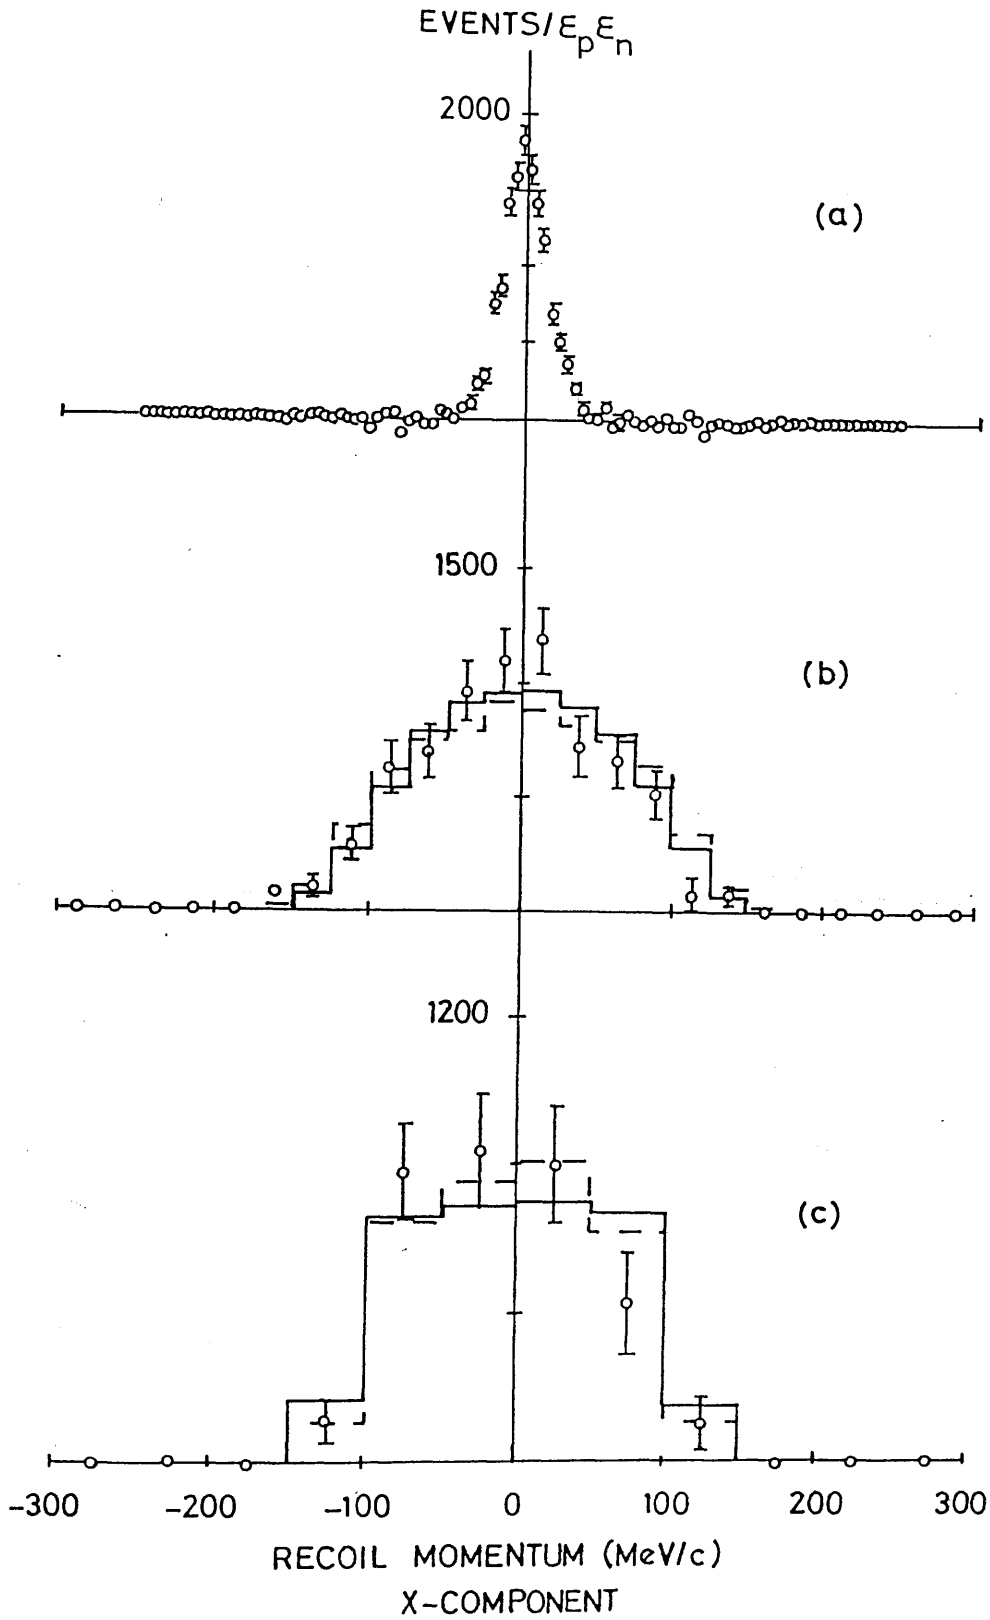 EVENTS/εpεn
2000
(a)
1500
(b)
1200
(c)
-300 -200 -100 0 100 200 300
RECOIL MOMENTUM (MeV/c)
X-COMPONENT